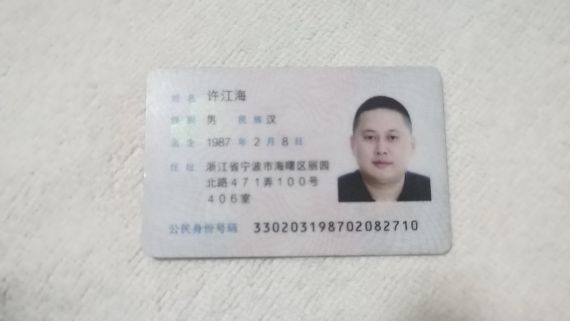 姓名 许江海
性别 男 民族 汉
出生 1987 年 2 月 8 日
住址 浙江省宁波市海曙区丽园
北路471弄100号
406室
公民身份号码 330203198702082710